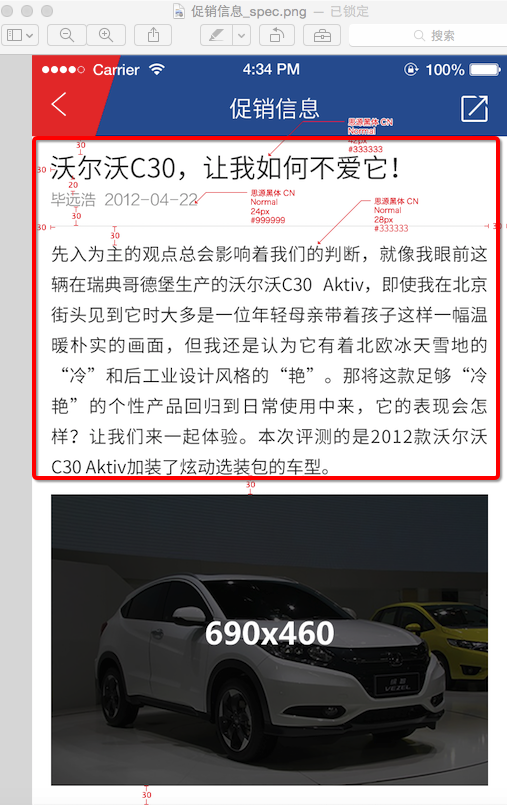 促销信息_spec.png — 已锁定
搜索
Carrier
4:34 PM
100%
促销信息
思源黑体 CN
Normal
42px
#333333
30
30
沃尔沃C30，让我如何不爱它！
20
毕远浩 2012-04-22
思源黑体 CN
Normal
24px
#999999
思源黑体 CN
Normal
28px
#333333
30
30
30
30
先入为主的观点总会影响着我们的判断，就像我眼前这
辆在瑞典哥德堡生产的沃尔沃C30 Aktiv，即使我在北京
街头见到它时大多是一位年轻母亲带着孩子这样一幅温
暖朴实的画面，但我还是认为它有着北欧冰天雪地的
“冷”和后工业设计风格的“艳”。那将这款足够“冷
艳”的个性产品回归到日常使用中来，它的表现会怎
样？让我们来一起体验。本次评测的是2012款沃尔沃
C30 Aktiv加装了炫动选装包的车型。
30
690x460
VEZEL
30